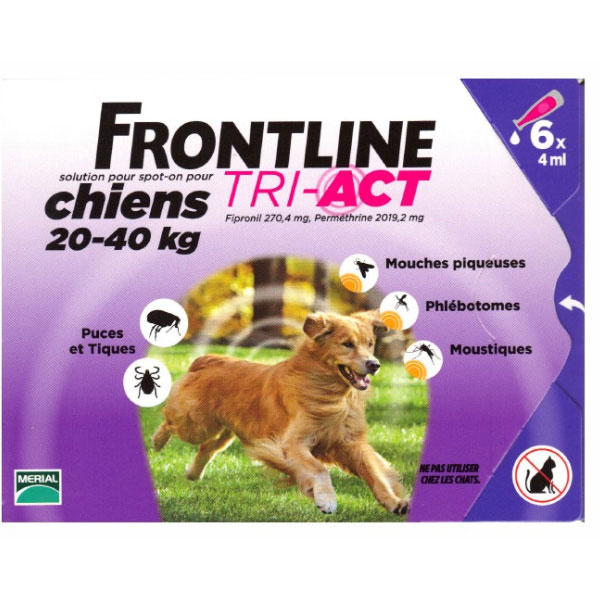 FRONTLINE
TRI-ACT
solution pour spot-on pour
chiens
20-40 kg
Fipronil 270,4 mg, Perméthrine 2019,2 mg
6x
4 ml
Mouches piqueuses
Phlébotomes
Moustiques
Puces
et Tiques
NE PAS UTILISER
CHEZ LES CHATS.
MERIAL